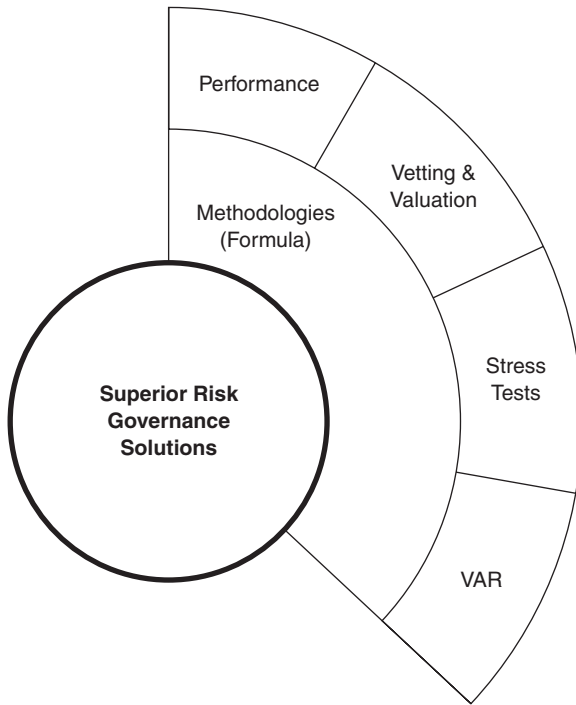 Performance
Vetting &
Valuation
Methodologies
(Formula)
Stress
Tests
Superior Risk
Governance
Solutions
VAR